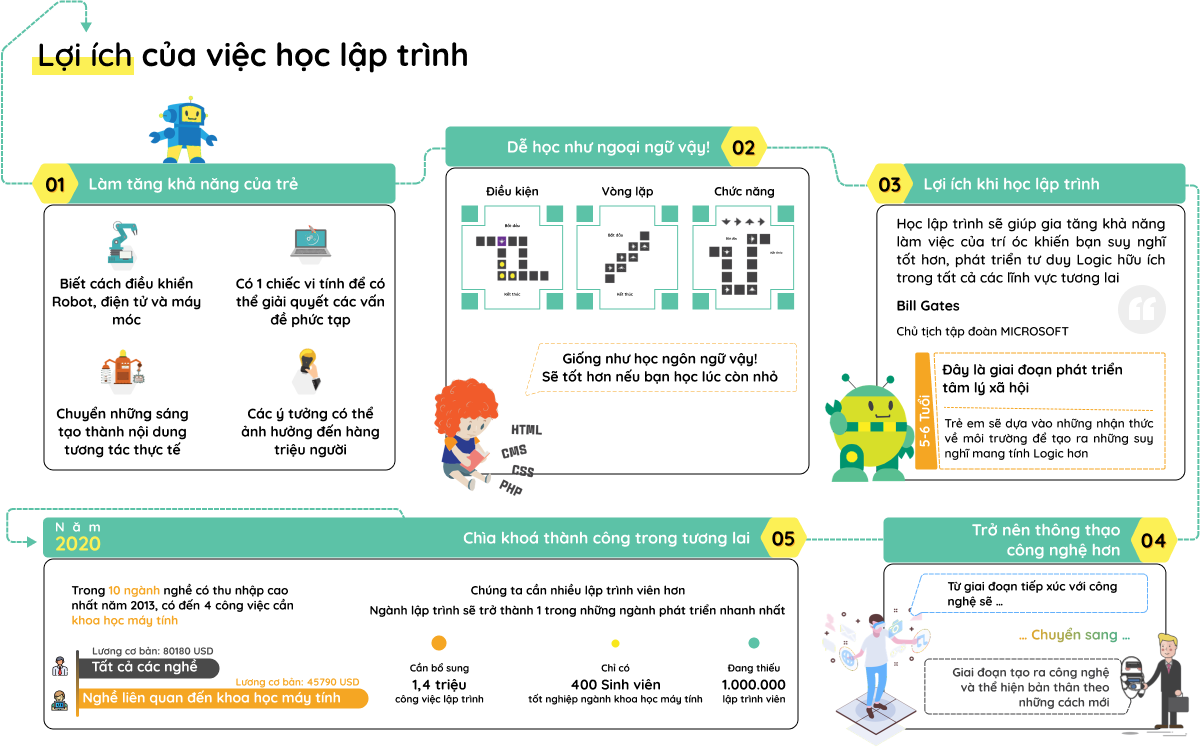 Lợi ích của việc học lập trình
01
Làm tăng khả năng của trẻ
Biết cách điều khiển
Robot, điện tử và máy
móc
Có 1 chiếc vi tính để có
thể giải quyết các vấn
đề phức tạp
Chuyển những sáng
tạo thành nội dung
tương tác thực tế
Các ý tưởng có thể
ảnh hưởng đến hàng
triệu người
Dễ học như ngoại ngữ vậy!
02
Điều kiện
Vòng lặp
Chức năng
Bắt đầu
Kết thúc
Bắt đầu
Kết thúc
Bắt đầu
Kết thúc
Giống như học ngôn ngữ vậy!
Sẽ tốt hơn nếu bạn học lúc còn nhỏ
HTML
CMS
CSS
PHP
03
Lợi ích khi học lập trình
Học lập trình sẽ giúp gia tăng khả năng
làm việc của trí óc khiến bạn suy nghĩ
tốt hơn, phát triển tư duy Logic hữu ích
trong tất cả các lĩnh vực tương lai
Bill Gates
Chủ tịch tập đoàn MICROSOFT
5-6 Tuổi
Đây là giai đoạn phát triển
tâm lý xã hội
Trẻ em sẽ dựa vào những nhận thức
về môi trường để tạo ra những suy
nghĩ mang tính Logic hơn
Trở nên thông thạo
công nghệ hơn
04
Từ giai đoạn tiếp xúc với công
nghệ sẽ ...
... Chuyển sang ...
Giai đoạn tạo ra công nghệ
và thể hiện bản thân theo
những cách mới
Năm
2020
Chìa khoá thành công trong tương lai
05
Trong 10 ngành nghề có thu nhập cao
nhất năm 2013, có đến 4 công việc cần
khoa học máy tính
Lương cơ bản: 80180 USD
Tất cả các nghề
Lương cơ bản: 45790 USD
Nghề liên quan đến khoa học máy tính
Chúng ta cần nhiều lập trình viên hơn
Ngành lập trình sẽ trở thành 1 trong những ngành phát triển nhanh nhất
Cần bổ sung
1,4 triệu
công việc lập trình
Chỉ có
400 Sinh viên
tốt nghiệp ngành khoa học máy tính
Đang thiếu
1.000.000
lập trình viên